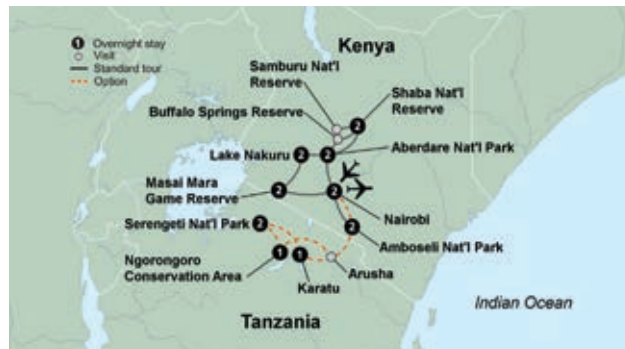 1 Overnight stay
Visit
Standard tour
Option
Kenya
Samburu Nat'l
Reserve
Shaba Nat'l
Reserve
Buffalo Springs Reserve
2
Lake Nakuru
2
2
Aberdare Nat'l Park
Masai Mara
Game Reserve
2
2
Nairobi
Serengeti Nat'l Park
2
2
Amboseli Nat'l Park
Ngorongoro
Conservation Area
1
1
Karatu
Arusha
Indian Ocean
Tanzania